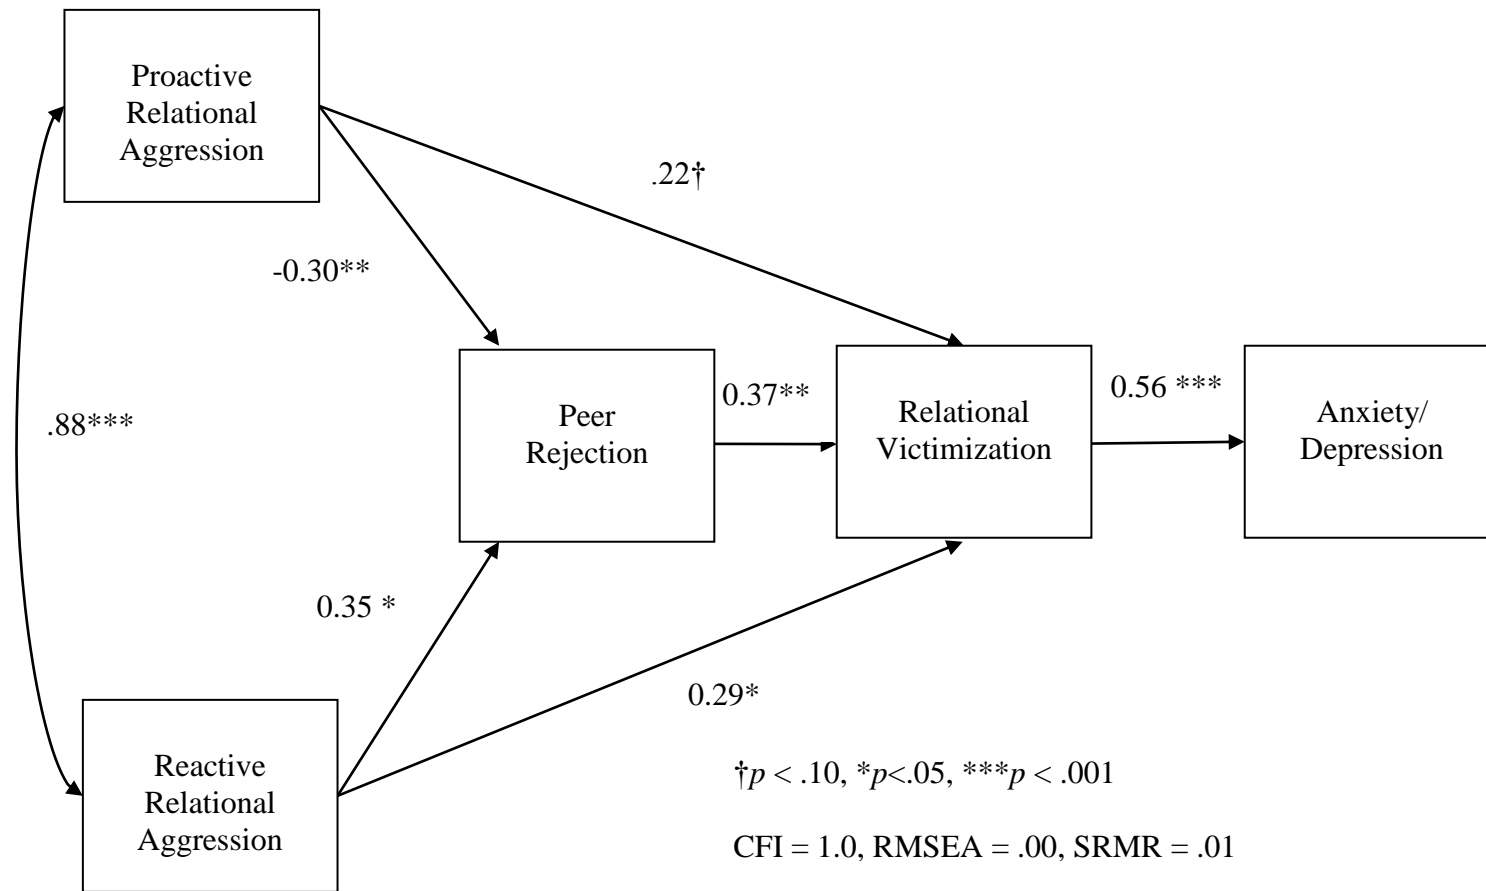 Proactive
Relational
Aggression
.22†
-0.30**
.88***
Peer
Rejection
0.37**
Relational
Victimization
0.56 ***
Anxiety/
Depression
0.35 *
0.29*
Reactive
Relational
Aggression
†p < .10, *p<.05, ***p < .001
CFI = 1.0, RMSEA = .00, SRMR = .01